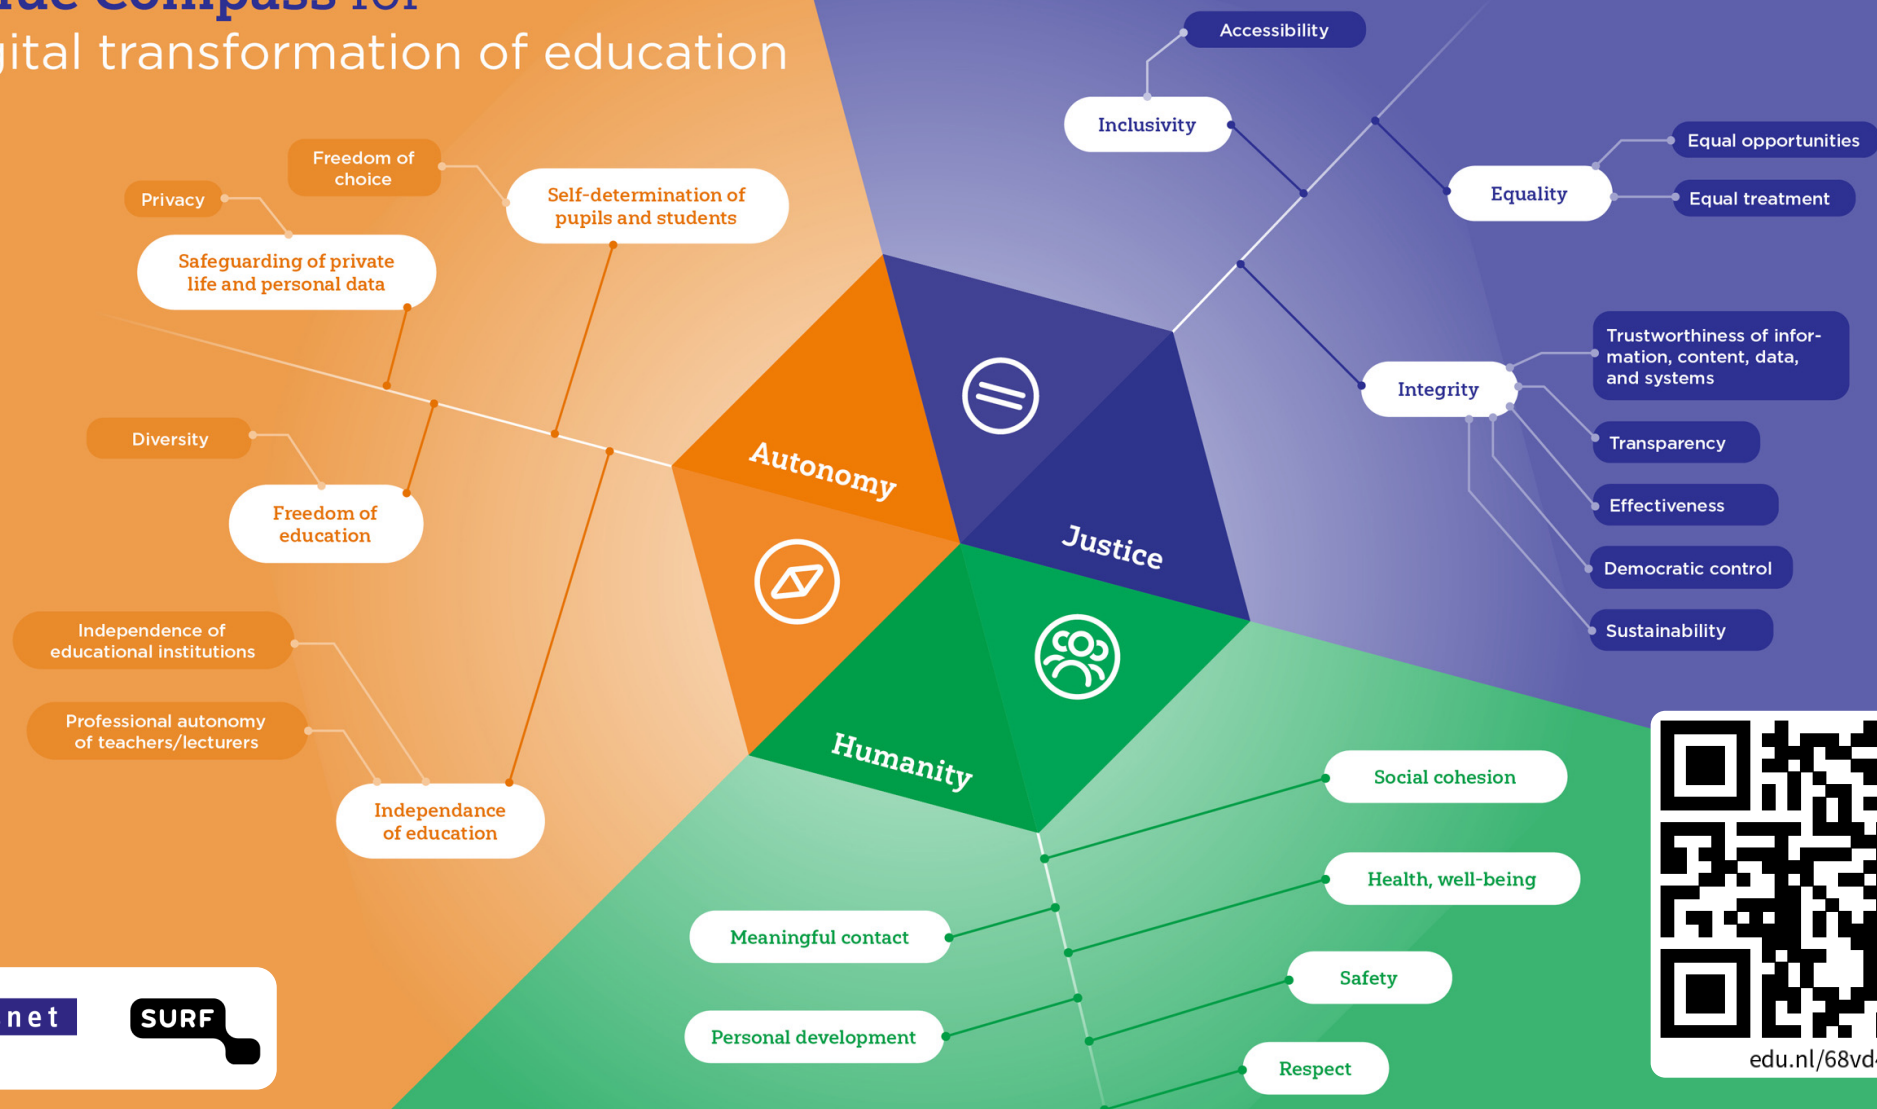 Compass for
gital transformation of education
Accessibility
Inclusivity
Equal opportunities
Equality
Equal treatment
Freedom of
choice
Privacy
Self-determination of
pupils and students
Safeguarding of private
life and personal data
Trustworthiness of infor-
mation, content, data,
and systems
Integrity
Transparency
Effectiveness
Democratic control
Sustainability
Diversity
Freedom of
education
Autonomy
Justice
Humanity
Independence of
educational institutions
Professional autonomy
of teachers/lecturers
Independance
of education
Social cohesion
Health, well-being
Meaningful contact
Safety
Personal development
Respect
net
SURF
edu.nl/68vd